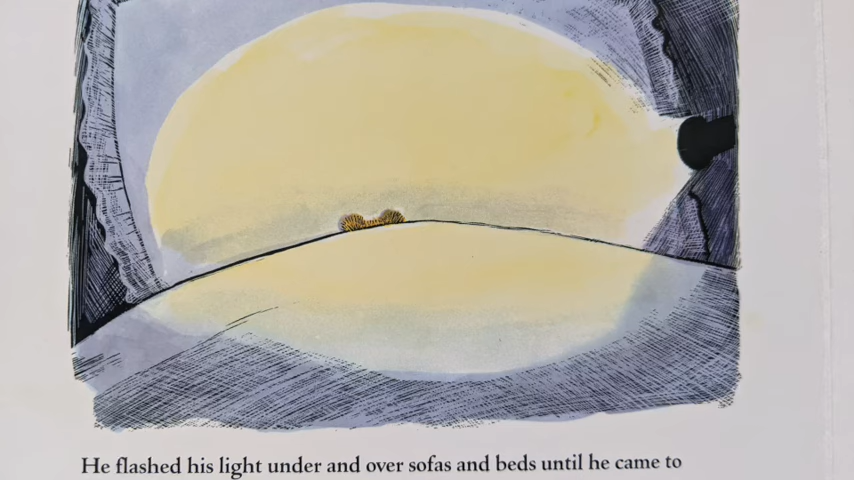 He flashed his light under and over sofas and beds until he came to